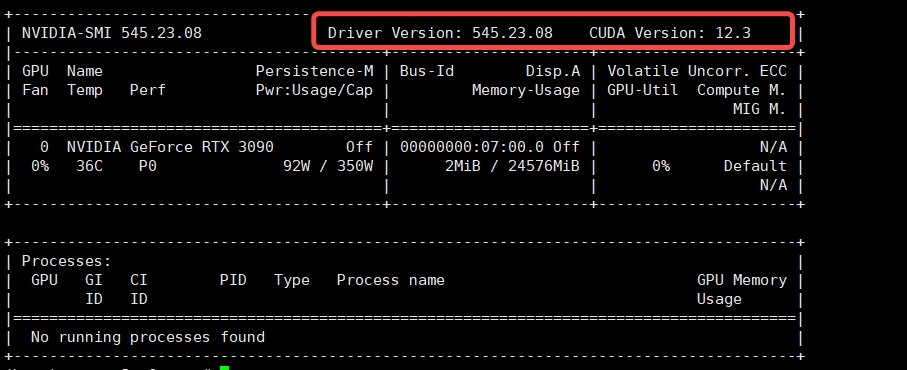 NVIDIA-SMI 545.23.08 Driver Version: 545.23.08 CUDA Version: 12.3
GPU Name Persistence-M | Bus-Id Disp.A | Volatile Uncorr. ECC
Fan Temp Perf Pwr:Usage/Cap | Memory-Usage | GPU-Util Compute M.
MIG M.
0 NVIDIA GeForce RTX 3090 Off | 00000000:07:00.0 Off | N/A
0% 36C P0 92W / 350W | 2MiB / 24576MiB | 0% Default
N/A
Processes:
GPU GI CI PID Type Process name GPU Memory
ID ID Usage
No running processes found